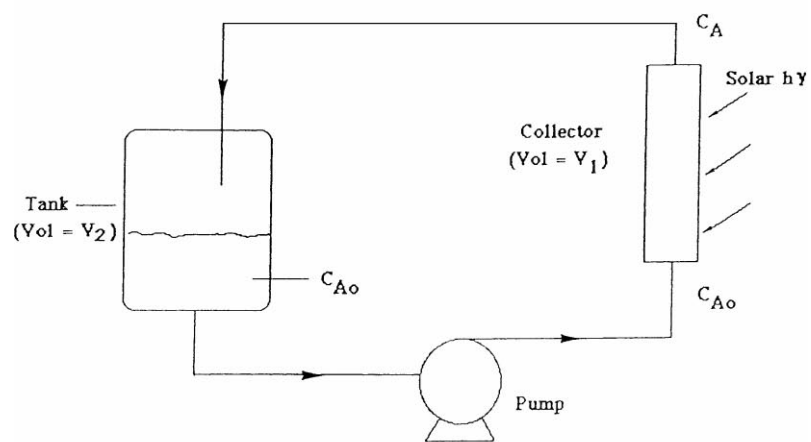 C_A
Solar hγ
Collector
(Vol = V_1)
Tank
(Vol = V_2)
C_Ao
C_Ao
Pump